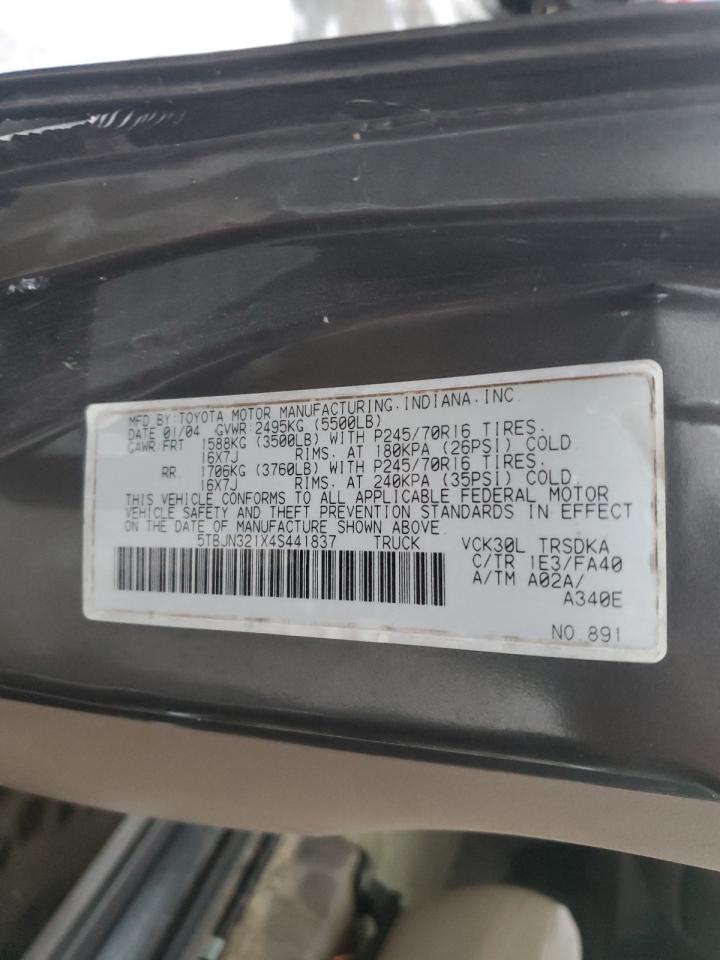 MFD BY: TOYOTA MOTOR MANUFACTURING. INDIANA. INC
DATE 01/04 GVWR 2495KG (5500LB)
GAWR FRT 1588KG (3500LB) WITH P245/70R16 TIRES.
16X7J RIMS. AT 180KPA (26PSI) COLD
RR 1706KG (3760LB) WITH P245/70R16 TIRES.
16X7J RIMS. AT 240KPA (35PSI) COLD.
THIS VEHICLE CONFORMS TO ALL APPLICABLE FEDERAL MOTOR
VEHICLE SAFETY AND THEFT PREVENTION STANDARDS IN EFFECT
ON THE DATE OF MANUFACTURE SHOWN ABOVE
5TBJN321X4S441837 TRUCK VCK30L TRSDKA
C/TR 1E3/FA40
A/TM A02A/
A340E
NO 891